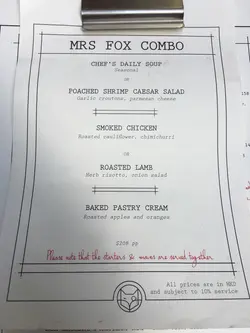 MRS FOX COMBO
CHEF'S DAILY SOUP
Seasonal
OR
POACHED SHRIMP CAESAR SALAD
Garlic croutons, parmesan cheese
SMOKED CHICKEN
Roasted cauliflower, chimichurri
OR
ROASTED LAMB
Herb risotto, onion salad
BAKED PASTRY CREAM
Roasted apples and oranges
pp
Please note that the starters & mains are served together
All prices are in HKD
and subject to 10% service